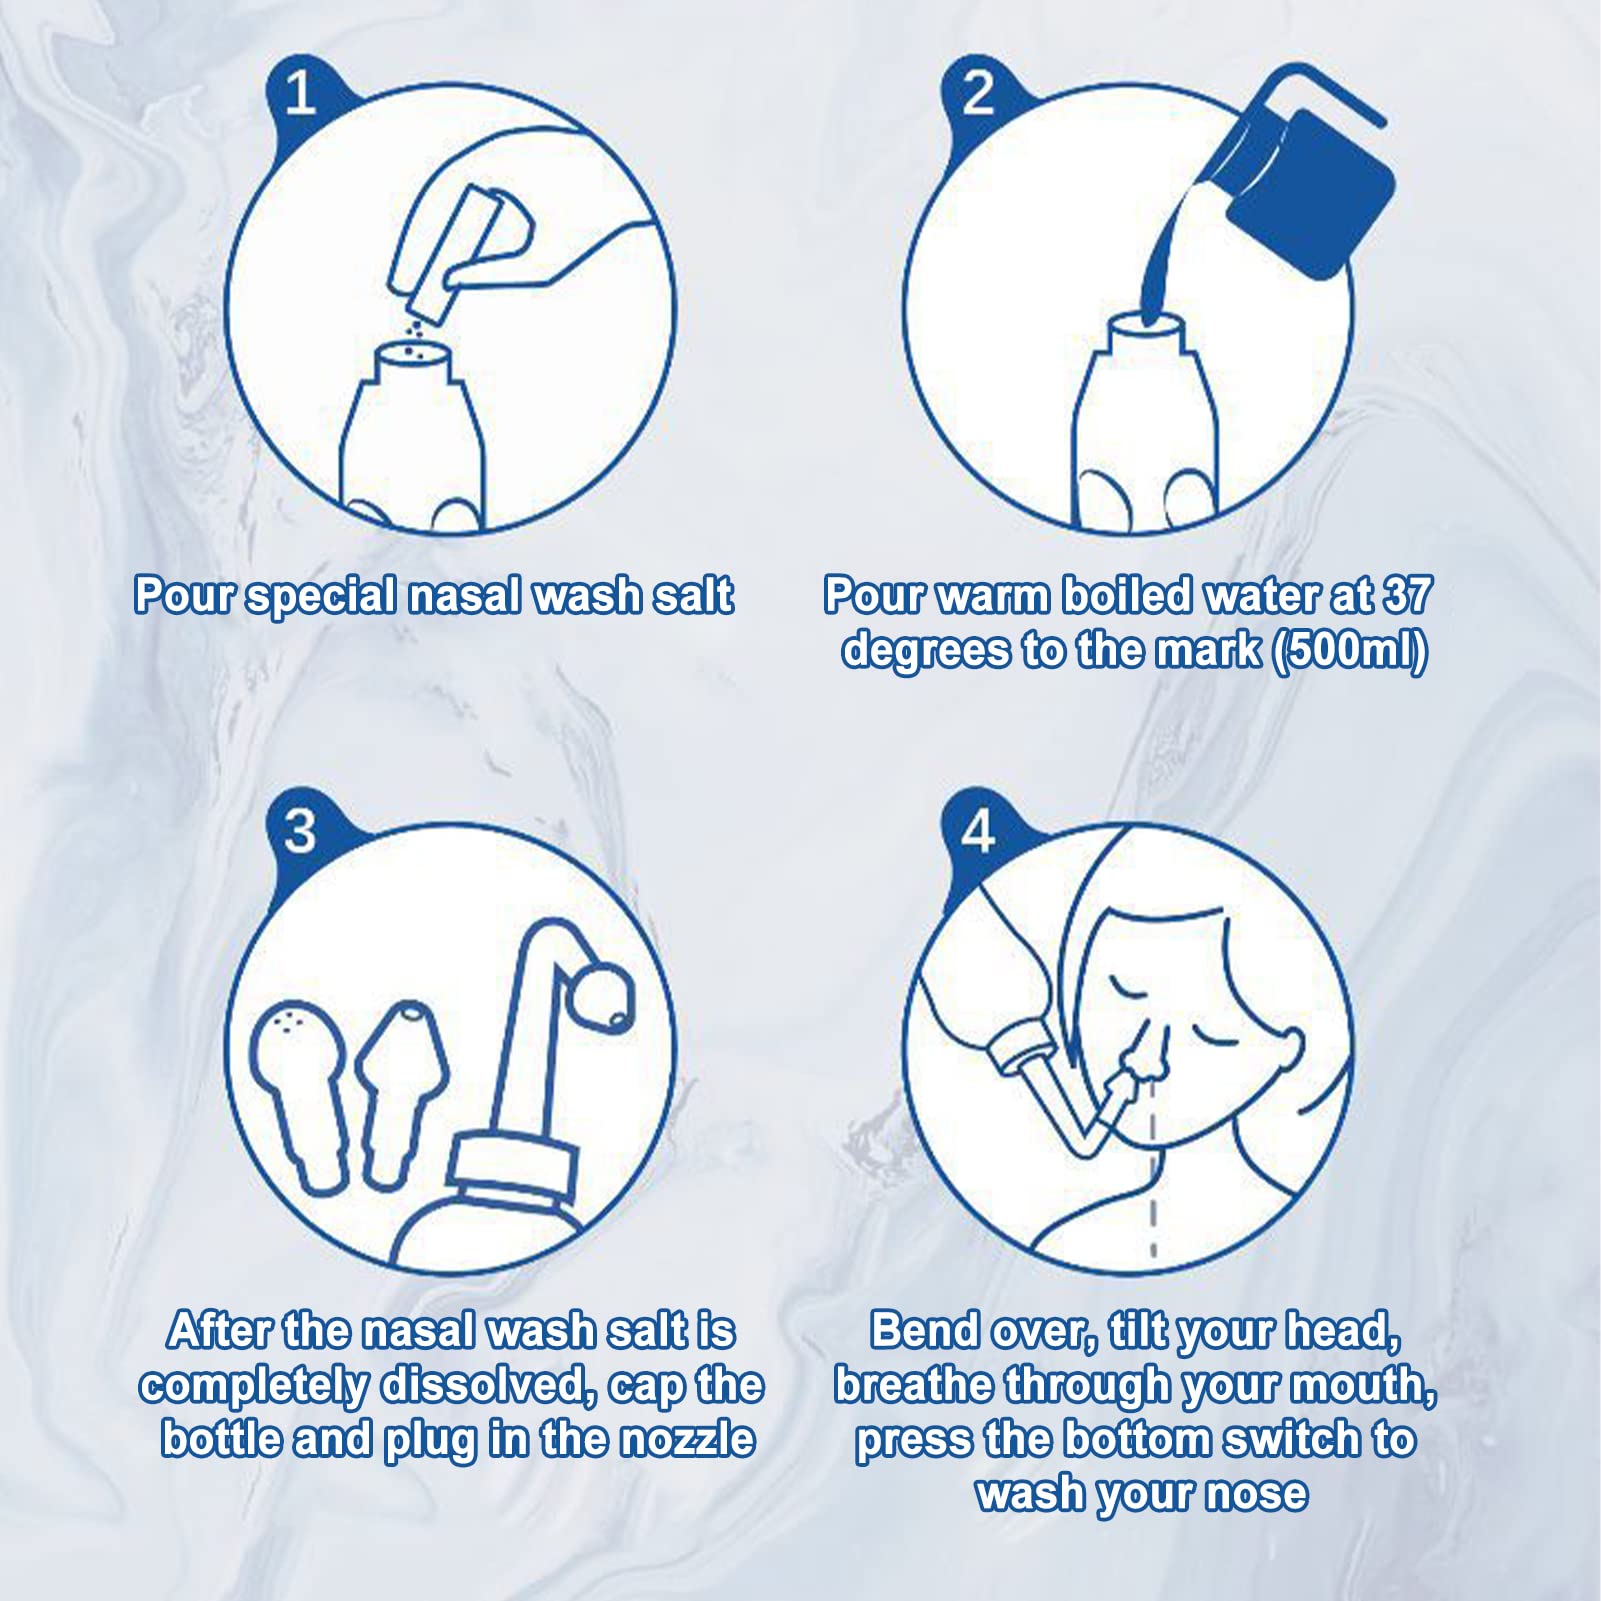 1
Pour special nasal wash salt
2
Pour warm boiled water at 37
degrees to the mark (500ml)
3
After the nasal wash salt is
completely dissolved, cap the
bottle and plug in the nozzle
4
Bend over, tilt your head,
breathe through your mouth,
press the bottom switch to
wash your nose